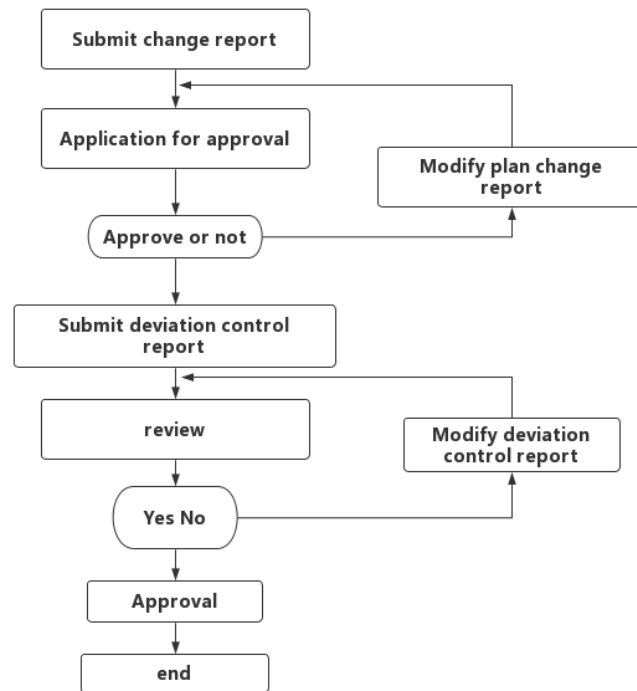 Submit change report
Application for approval
Modify plan change
report
Approve or not
Submit deviation control
report
review
Modify deviation
control report
Yes No
Approval
end